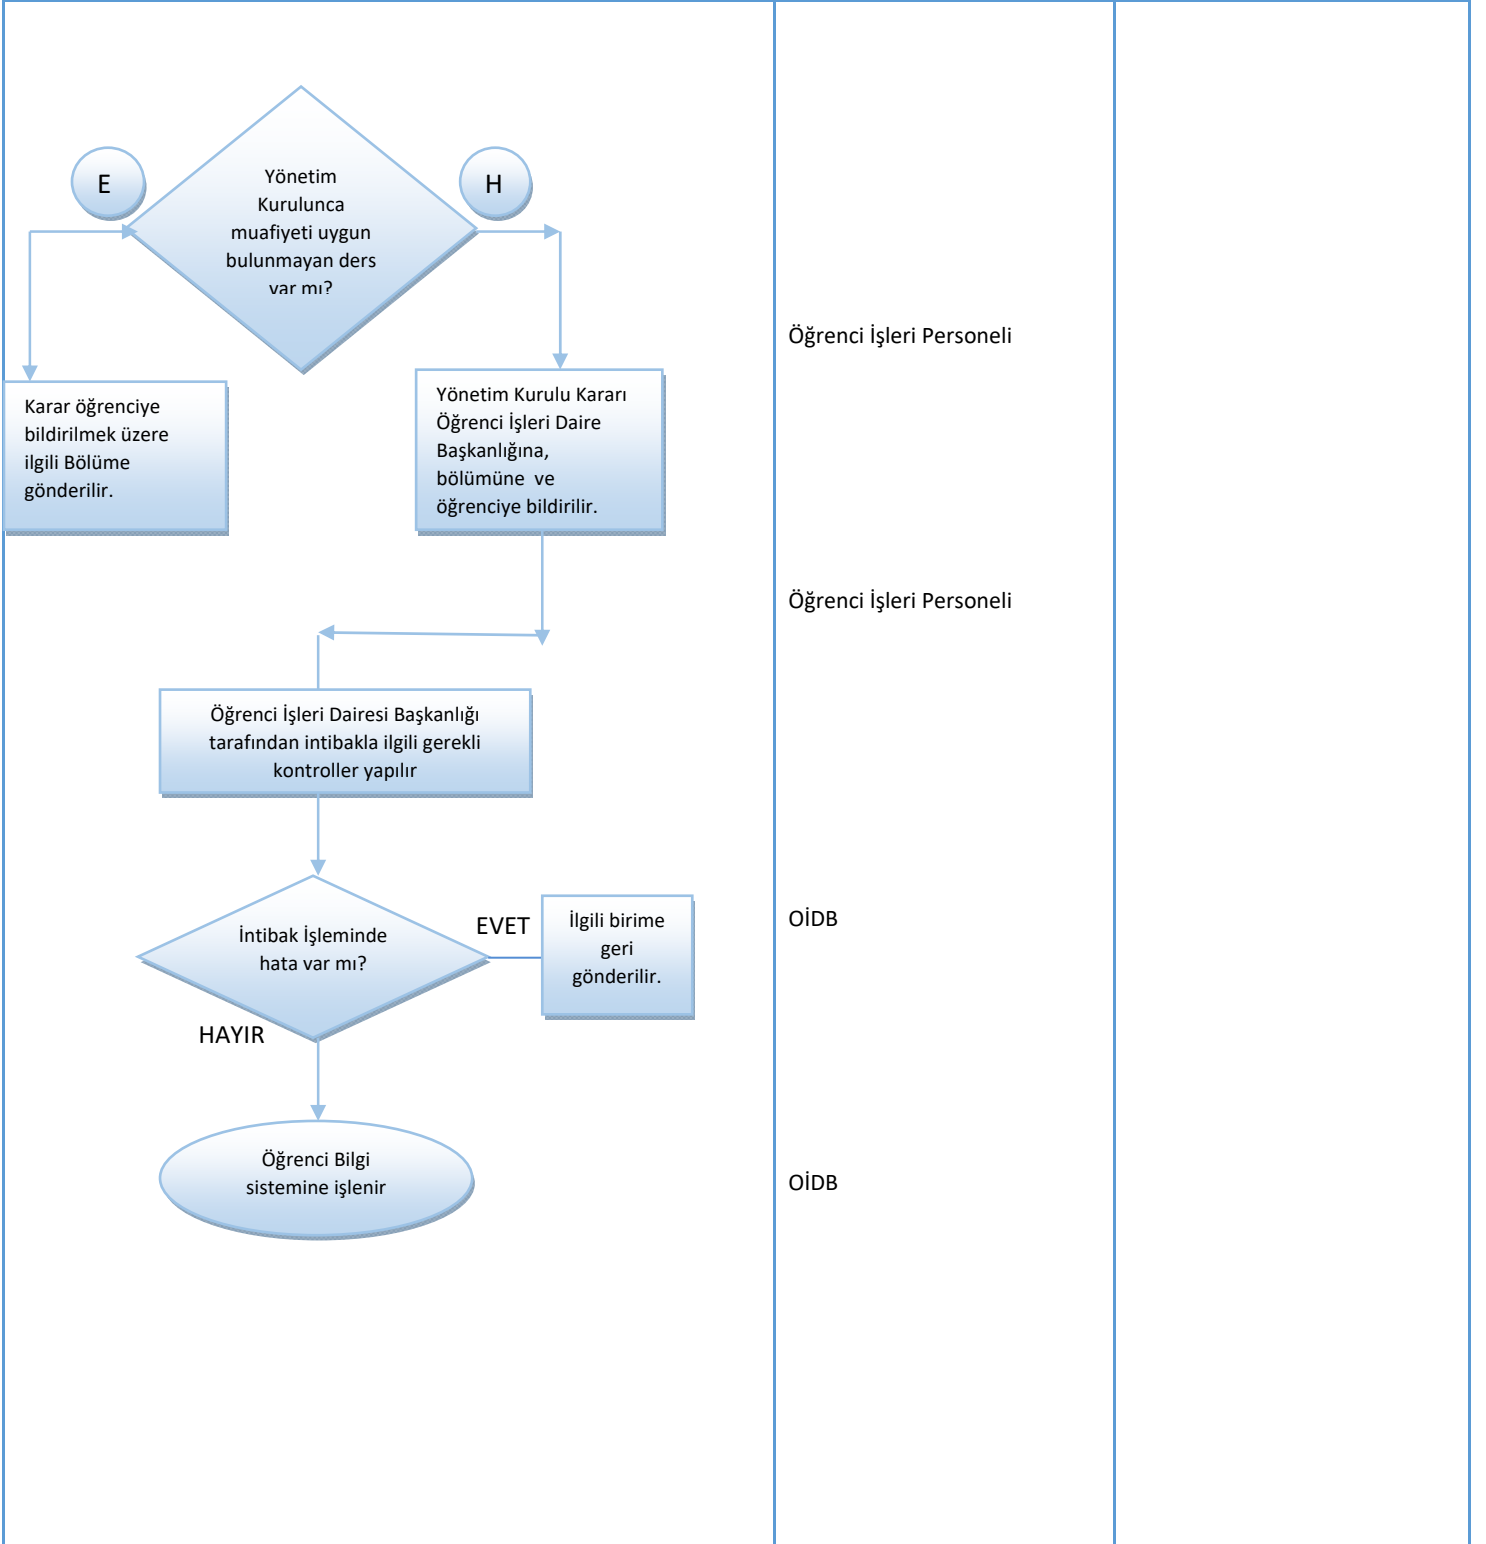 E
Yönetim
Kurulunca
muafiyeti uygun
bulunmayan ders
var mı?
H
Öğrenci İşleri Personeli
Karar öğrenciye
bildirilmek üzere
ilgili Bölüme
gönderilir.
Yönetim Kurulu Kararı
Öğrenci İşleri Daire
Başkanlığına,
bölümüne  ve
öğrenciye bildirilir.
Öğrenci İşleri Personeli
Öğrenci İşleri Dairesi Başkanlığı
tarafından intibakla ilgili gerekli
kontroller yapılır
İntibak İşleminde
hata var mı?
EVET
İlgili birime
geri
gönderilir.
OİDB
HAYIR
Öğrenci Bilgi
sistemine işlenir
OİDB